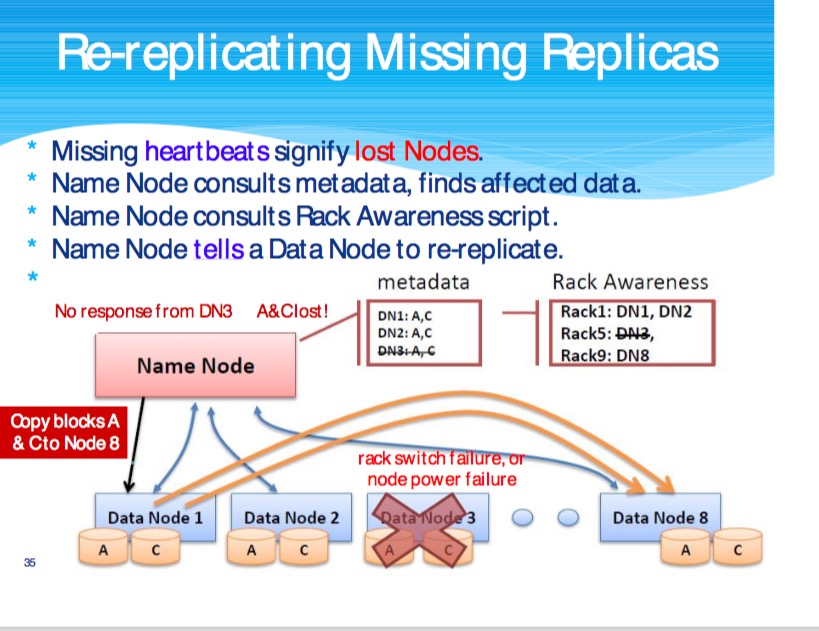 Re-replicating Missing Replicas
* Missing heartbeats signify lost Nodes.
* Name Node consults metadata, finds affected data.
* Name Node consults Rack Awareness script.
* Name Node tells a Data Node to re-replicate.
*
metadata
Rack Awareness
No response from DN3 A&C lost!
DN1: A,C
DN2: A,C
DN3: A, C
Rack1: DN1, DN2
Rack5: DN3,
Rack9: DN8
Name Node
Copy blocks A
& C to Node 8
rack switch failure, or
node power failure
Data Node 1
Data Node 2
Data Node 3
Data Node 8
A C
A C
A C
A C
35